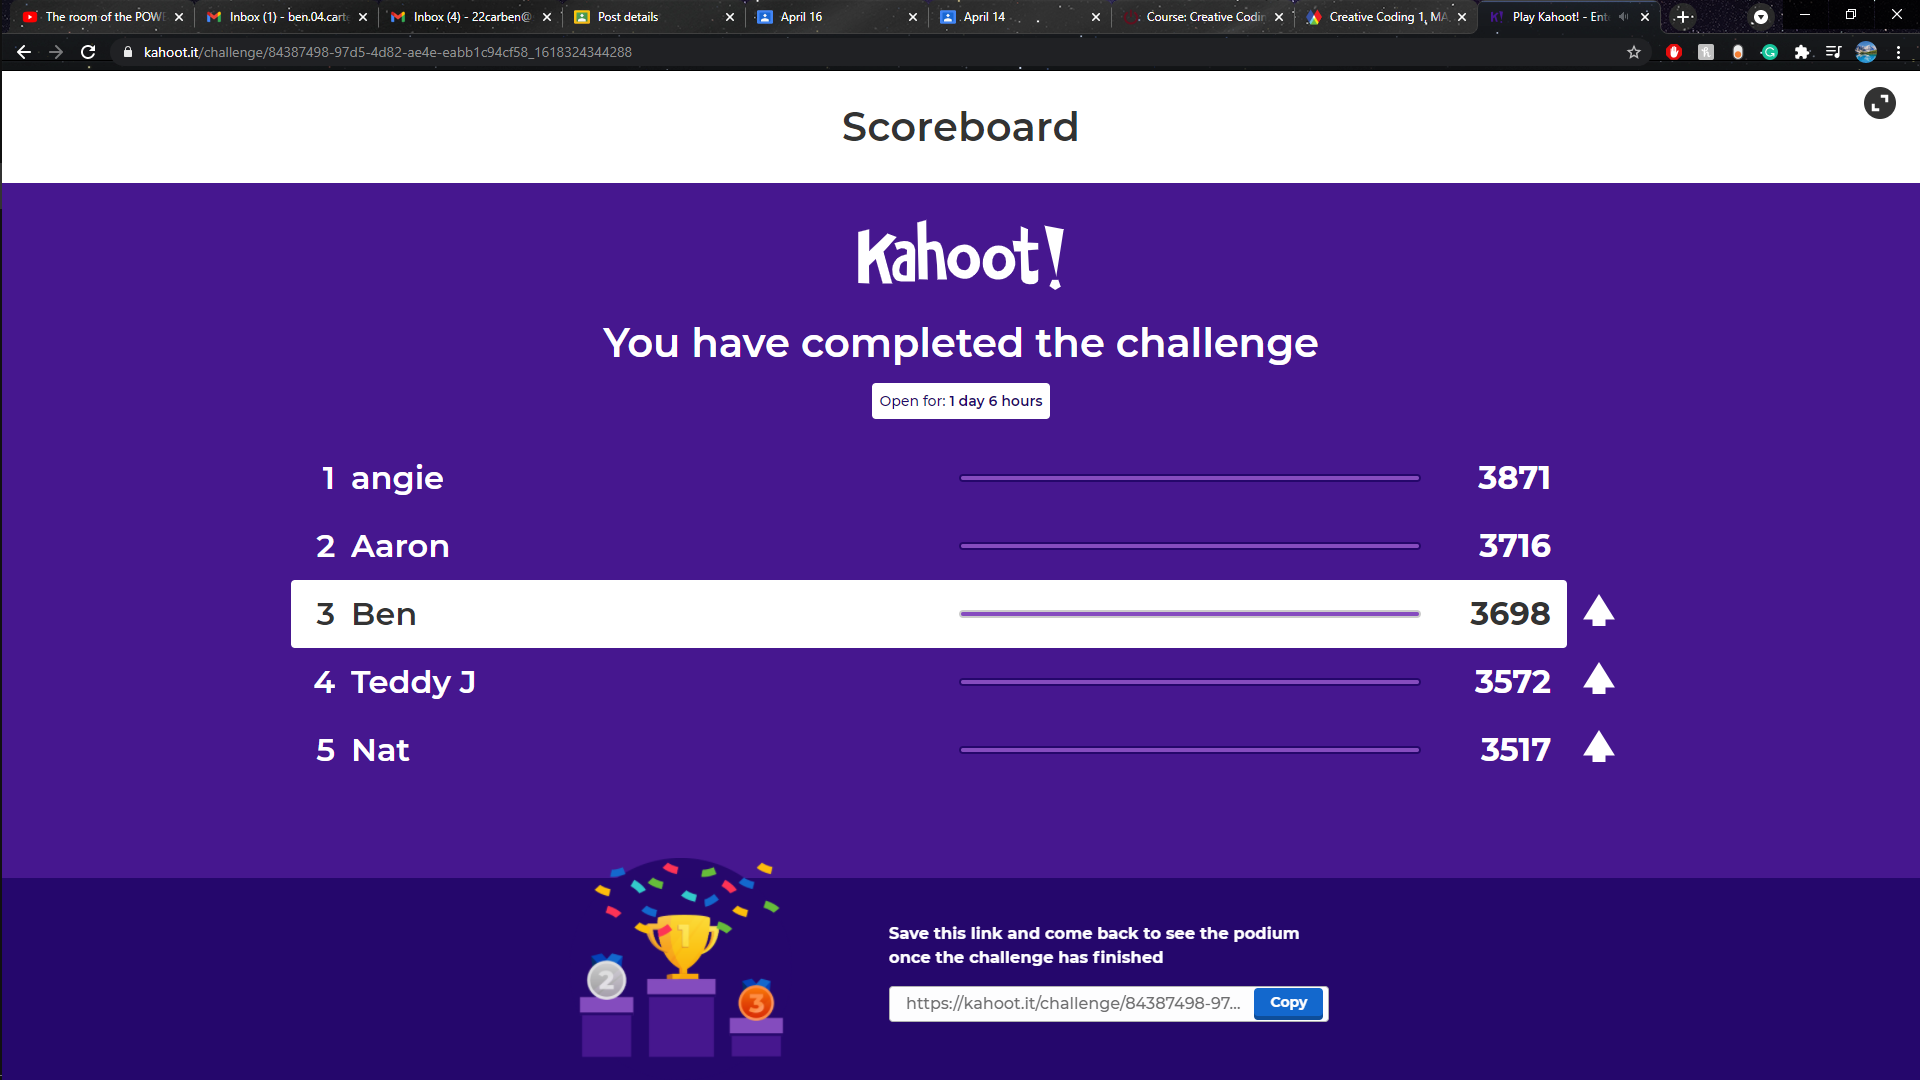 The room of the POWE
Inbox (1) - ben.04.carte
Inbox (4) - 22carben@
Post details
April 16
April 14
Course: Creative Codin
Creative Coding 1, MA
Play Kahoot! - Ent
kahoot.it/challenge/84387498-97d5-4d82-ae4e-eabb1c94cf58_1618324344288
Scoreboard
Kahoot!
You have completed the challenge
Open for: 1 day 6 hours
1 angie 3871
2 Aaron 3716
3 Ben 3698
4 Teddy J 3572
5 Nat 3517
1
2
3
Save this link and come back to see the podium
once the challenge has finished
https://kahoot.it/challenge/84387498-97... Copy